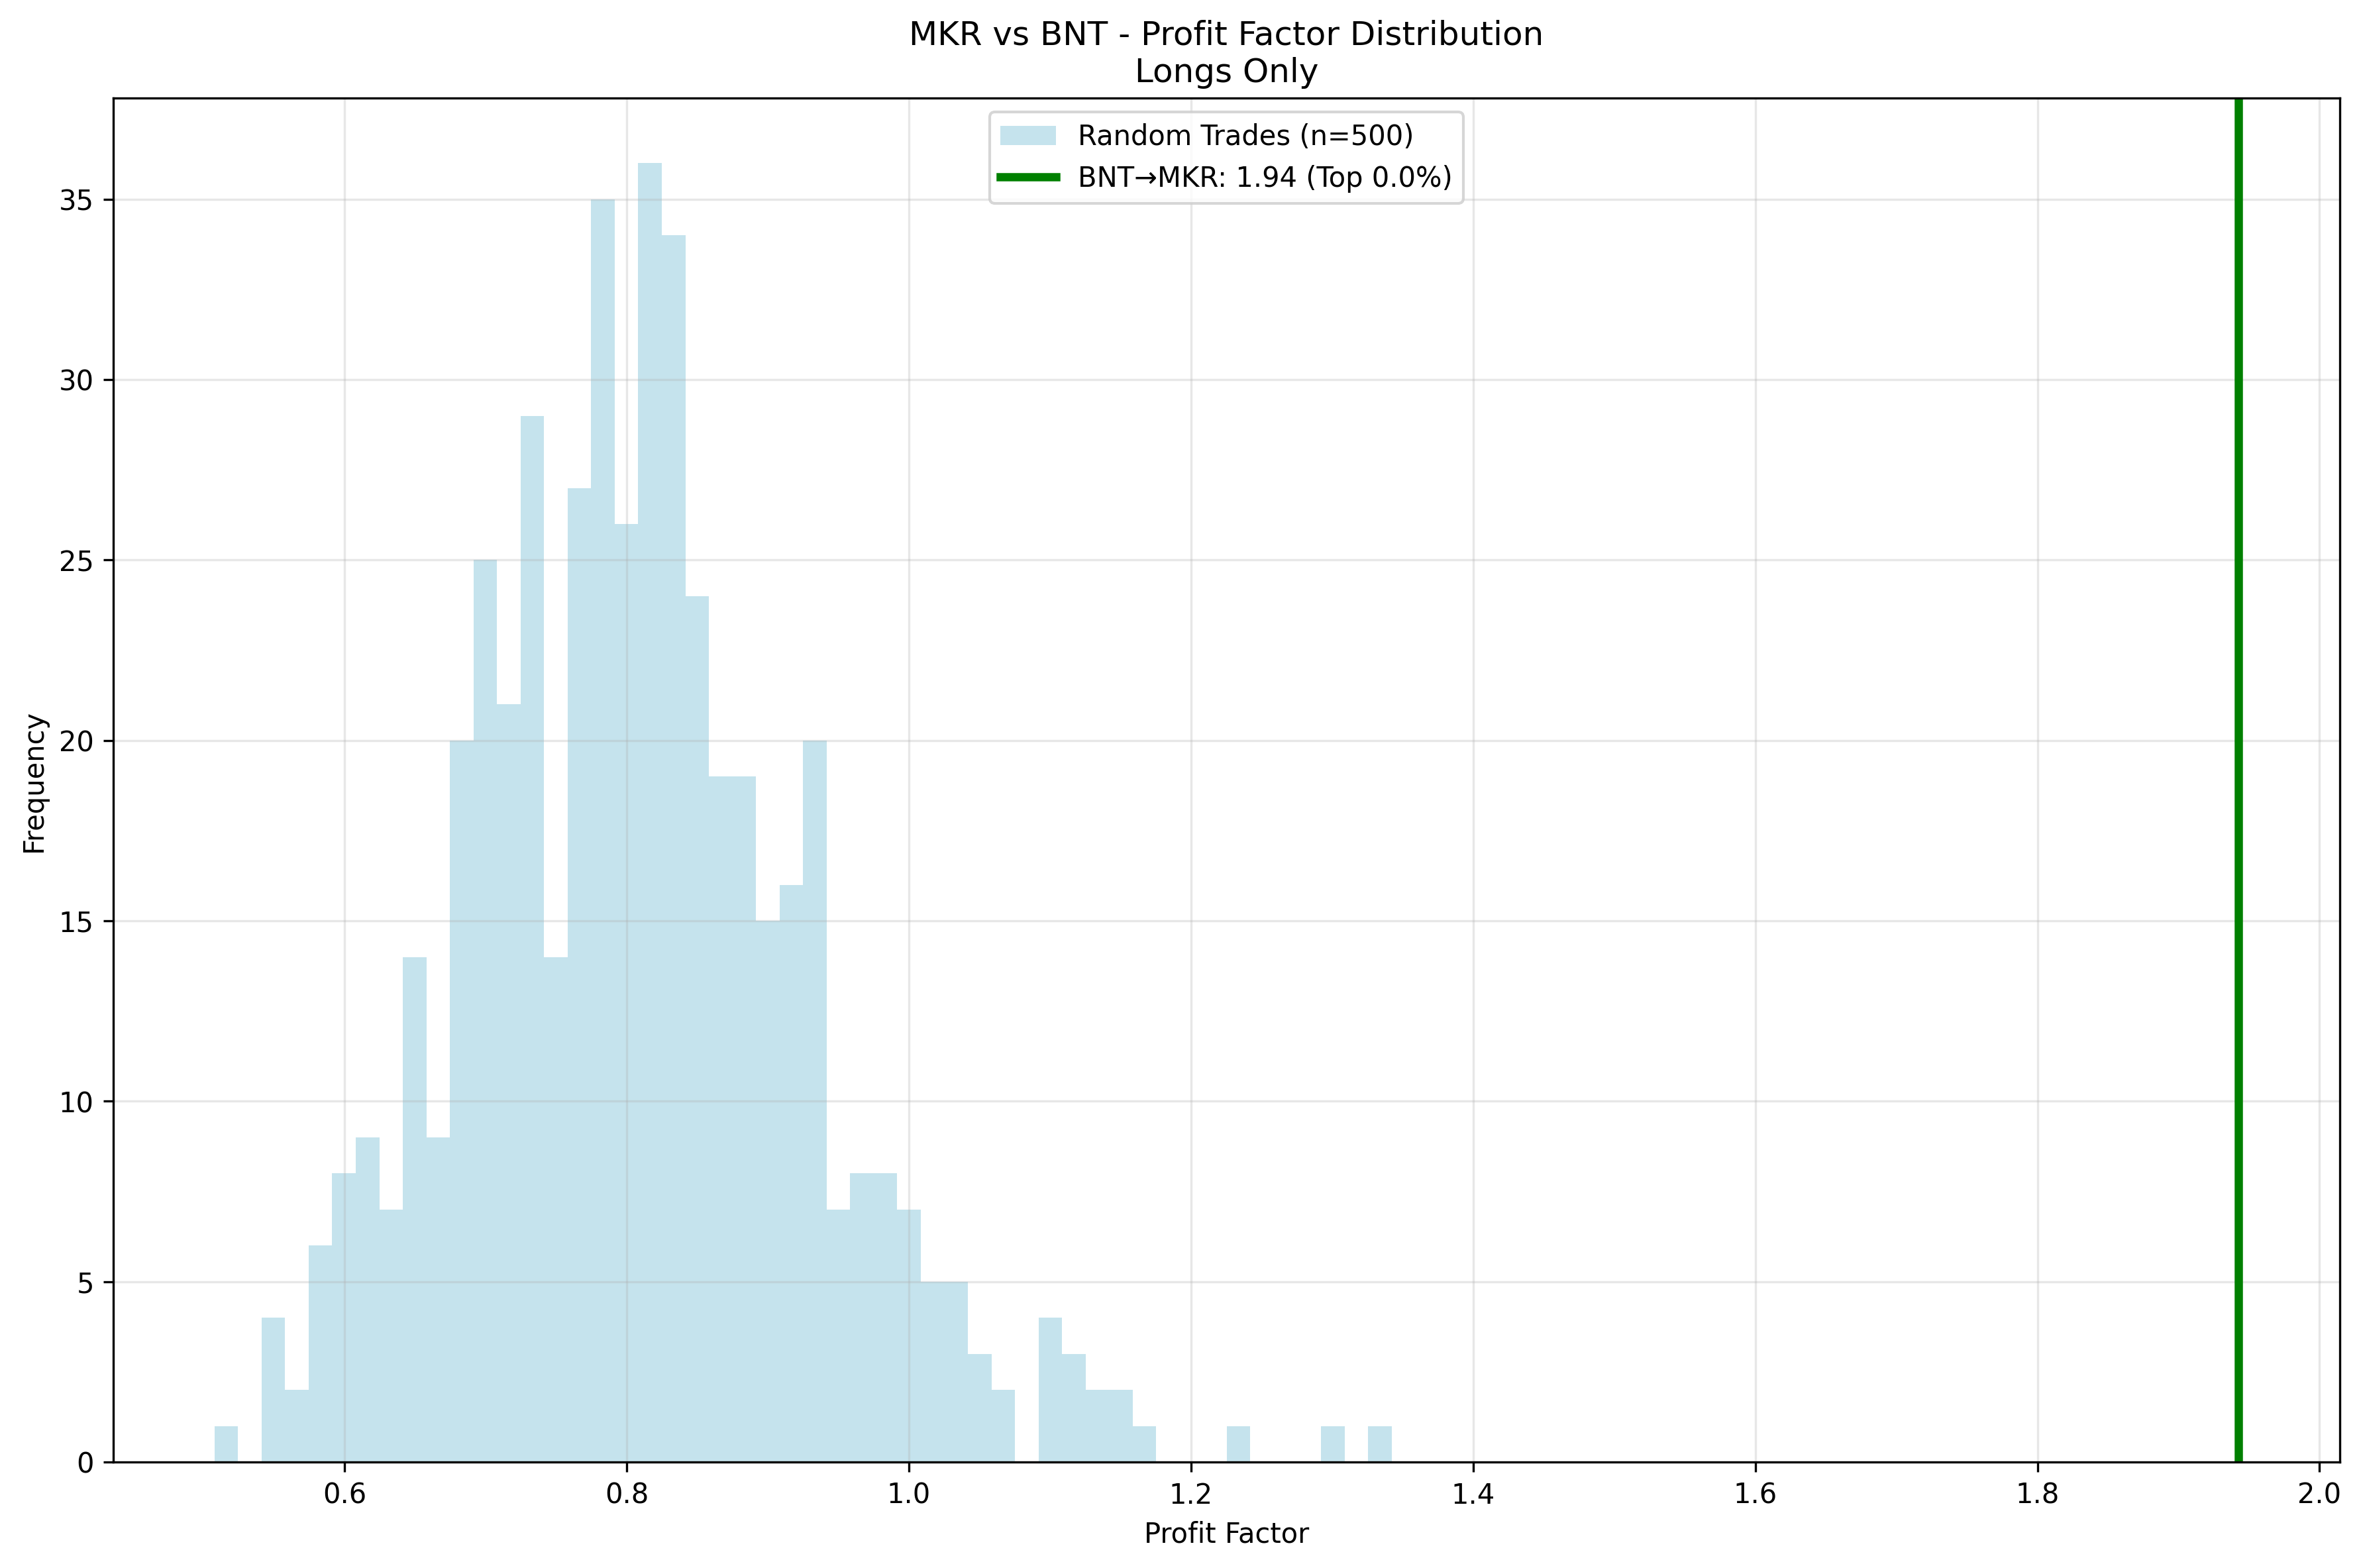 MKR vs BNT - Profit Factor Distribution
Longs Only
Random Trades (n=500)
BNT→MKR: 1.94 (Top 0.0%)
Frequency
35
30
25
20
15
10
5
0
0.6
0.8
1.0
1.2
1.4
1.6
1.8
2.0
Profit Factor